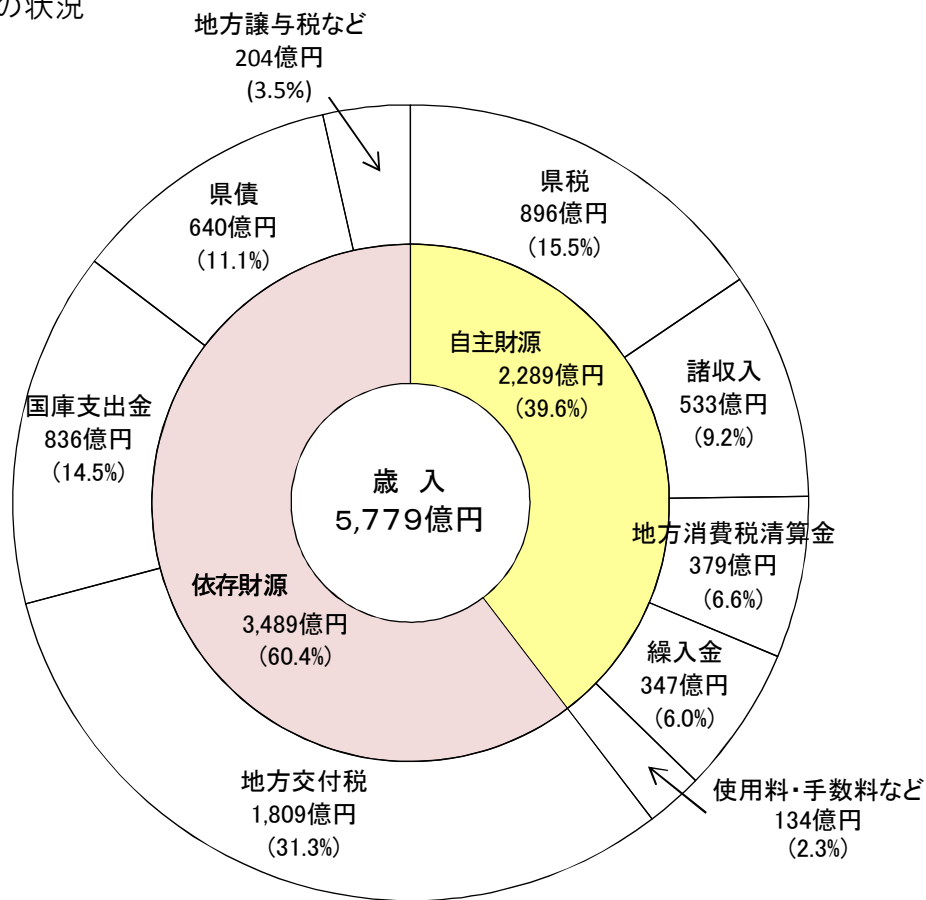 の状況
地方譲与税など
204億円
(3.5%)
県税
896億円
(15.5%)
諸収入
533億円
(9.2%)
地方消費税清算金
379億円
(6.6%)
繰入金
347億円
(6.0%)
使用料・手数料など
134億円
(2.3%)
地方交付税
1,809億円
(31.3%)
国庫支出金
836億円
(14.5%)
県債
640億円
(11.1%)
自主財源
2,289億円
(39.6%)
依存財源
3,489億円
(60.4%)
歳 入
5,779億円